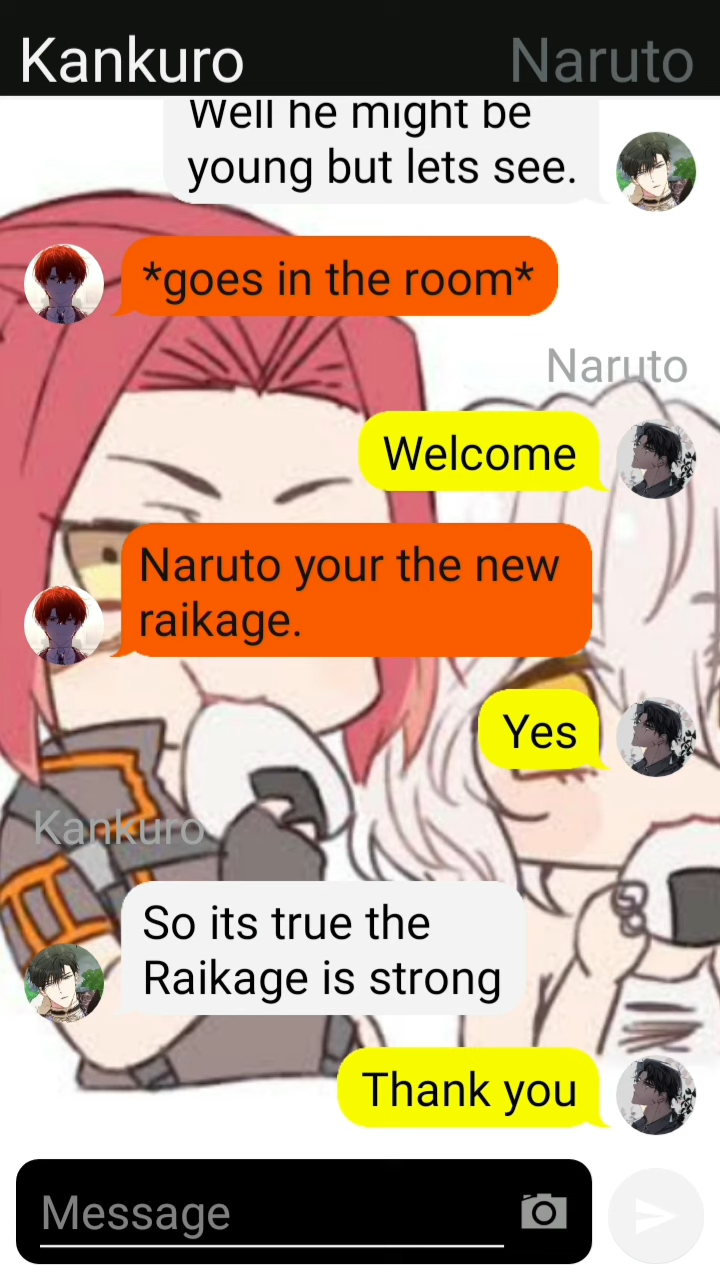 Kankuro
Naruto
Well he might be
young but lets see.
*goes in the room*
Naruto
Welcome
Naruto your the new
raikage.
Yes
Kankuro
So its true the
Raikage is strong
Thank you
Message